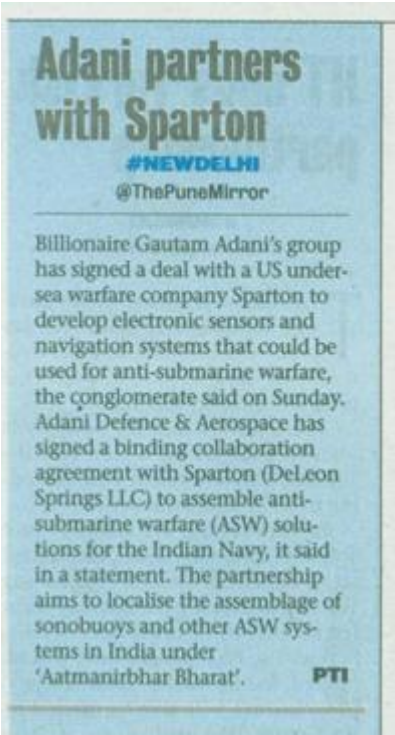 Adani partners
with Sparton
#NEWDELHI
@ThePuneMirror
Billionaire Gautam Adani's group
has signed a deal with a US under-
sea warfare company Sparton to
develop electronic sensors and
navigation systems that could be
used for anti-submarine warfare,
the conglomerate said on Sunday.
Adani Defence & Aerospace has
signed a binding collaboration
agreement with Sparton (DeLeon
Springs LLC) to assemble anti-
submarine warfare (ASW) solu-
tions for the Indian Navy, it said
in a statement. The partnership
aims to localise the assemblage of
sonobuoys and other ASW sys-
tems in India under
'Aatmanirbhar Bharat'. PTI